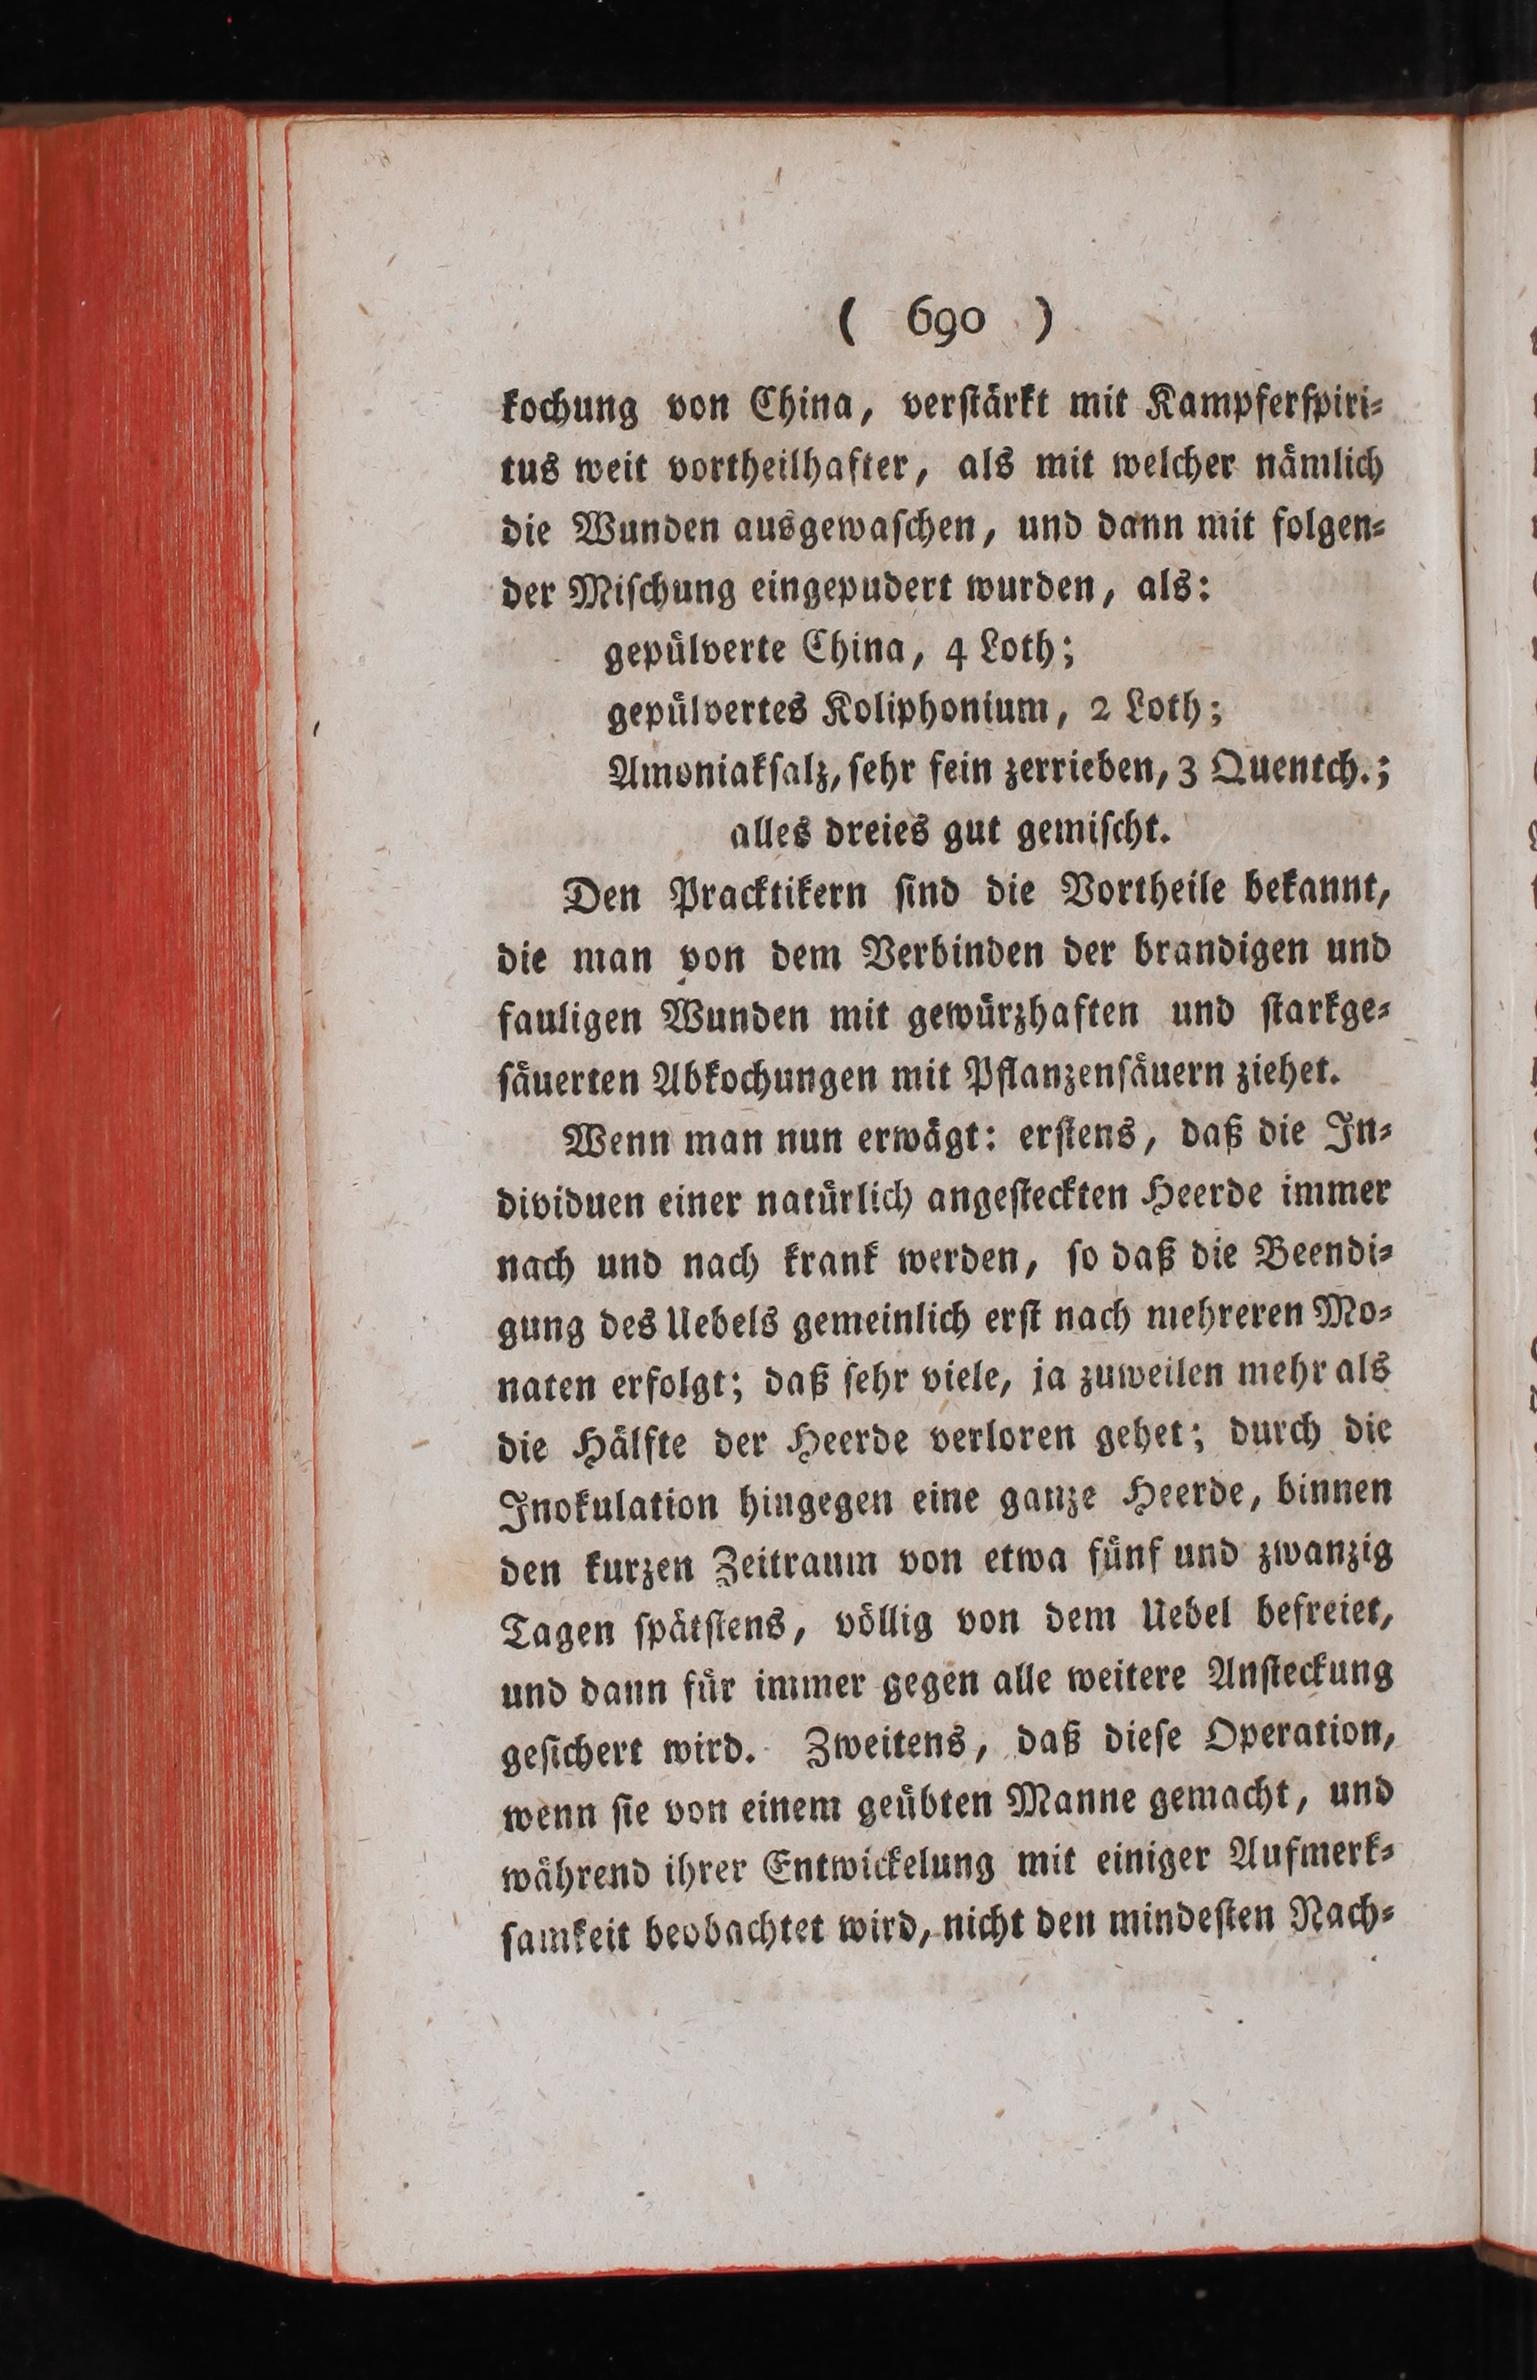 ( 690 )
kochung von China, verſtärkt mit Kampferſpiri⸗
tus weit vortheilhafter, als mit welcher nämlich
die Wunden ausgewaſchen, und dann mit folgen⸗
der Miſchung eingepudert wurden, als:
gepülverte China, 4 Loth;
gepülvertes Koliphonium, 2 Loth;
Amoniakſalz, ſehr fein zerrieben, 3 Quentch.;
alles dreies gut gemiſcht.
Den Pracktikern ſind die Vortheile bekannt,
die man von dem Verbinden der brandigen und
fauligen Wunden mit gewürzhaften und ſtarkge⸗
ſäuerten Abkochungen mit Pflanzenſäuern ziehet.
Wenn man nun erwägt: erſtens, daß die In⸗
dividuen einer natürlich angeſteckten Heerde immer
nach und nach krank werden, ſo daß die Beendi⸗
gung des Uebels gemeinlich erſt nach mehreren Mo⸗
naten erfolgt; daß ſehr viele, ja zuweilen mehr als
die Hälfte der Heerde verloren gehet; durch die
Inokulation hingegen eine ganze Heerde, binnen
den kurzen Zeitraum von etwa fünf und zwanzig
Tagen ſpätſtens, völlig von dem Uebel befreiet,
und dann für immer gegen alle weitere Anſteckung
geſichert wird. Zweitens, daß dieſe Operation,
wenn ſie von einem geübten Manne gemacht, und
während ihrer Entwickelung mit einiger Aufmerk⸗
ſamkeit beobachtet wird, nicht den mindeſten Nach⸗